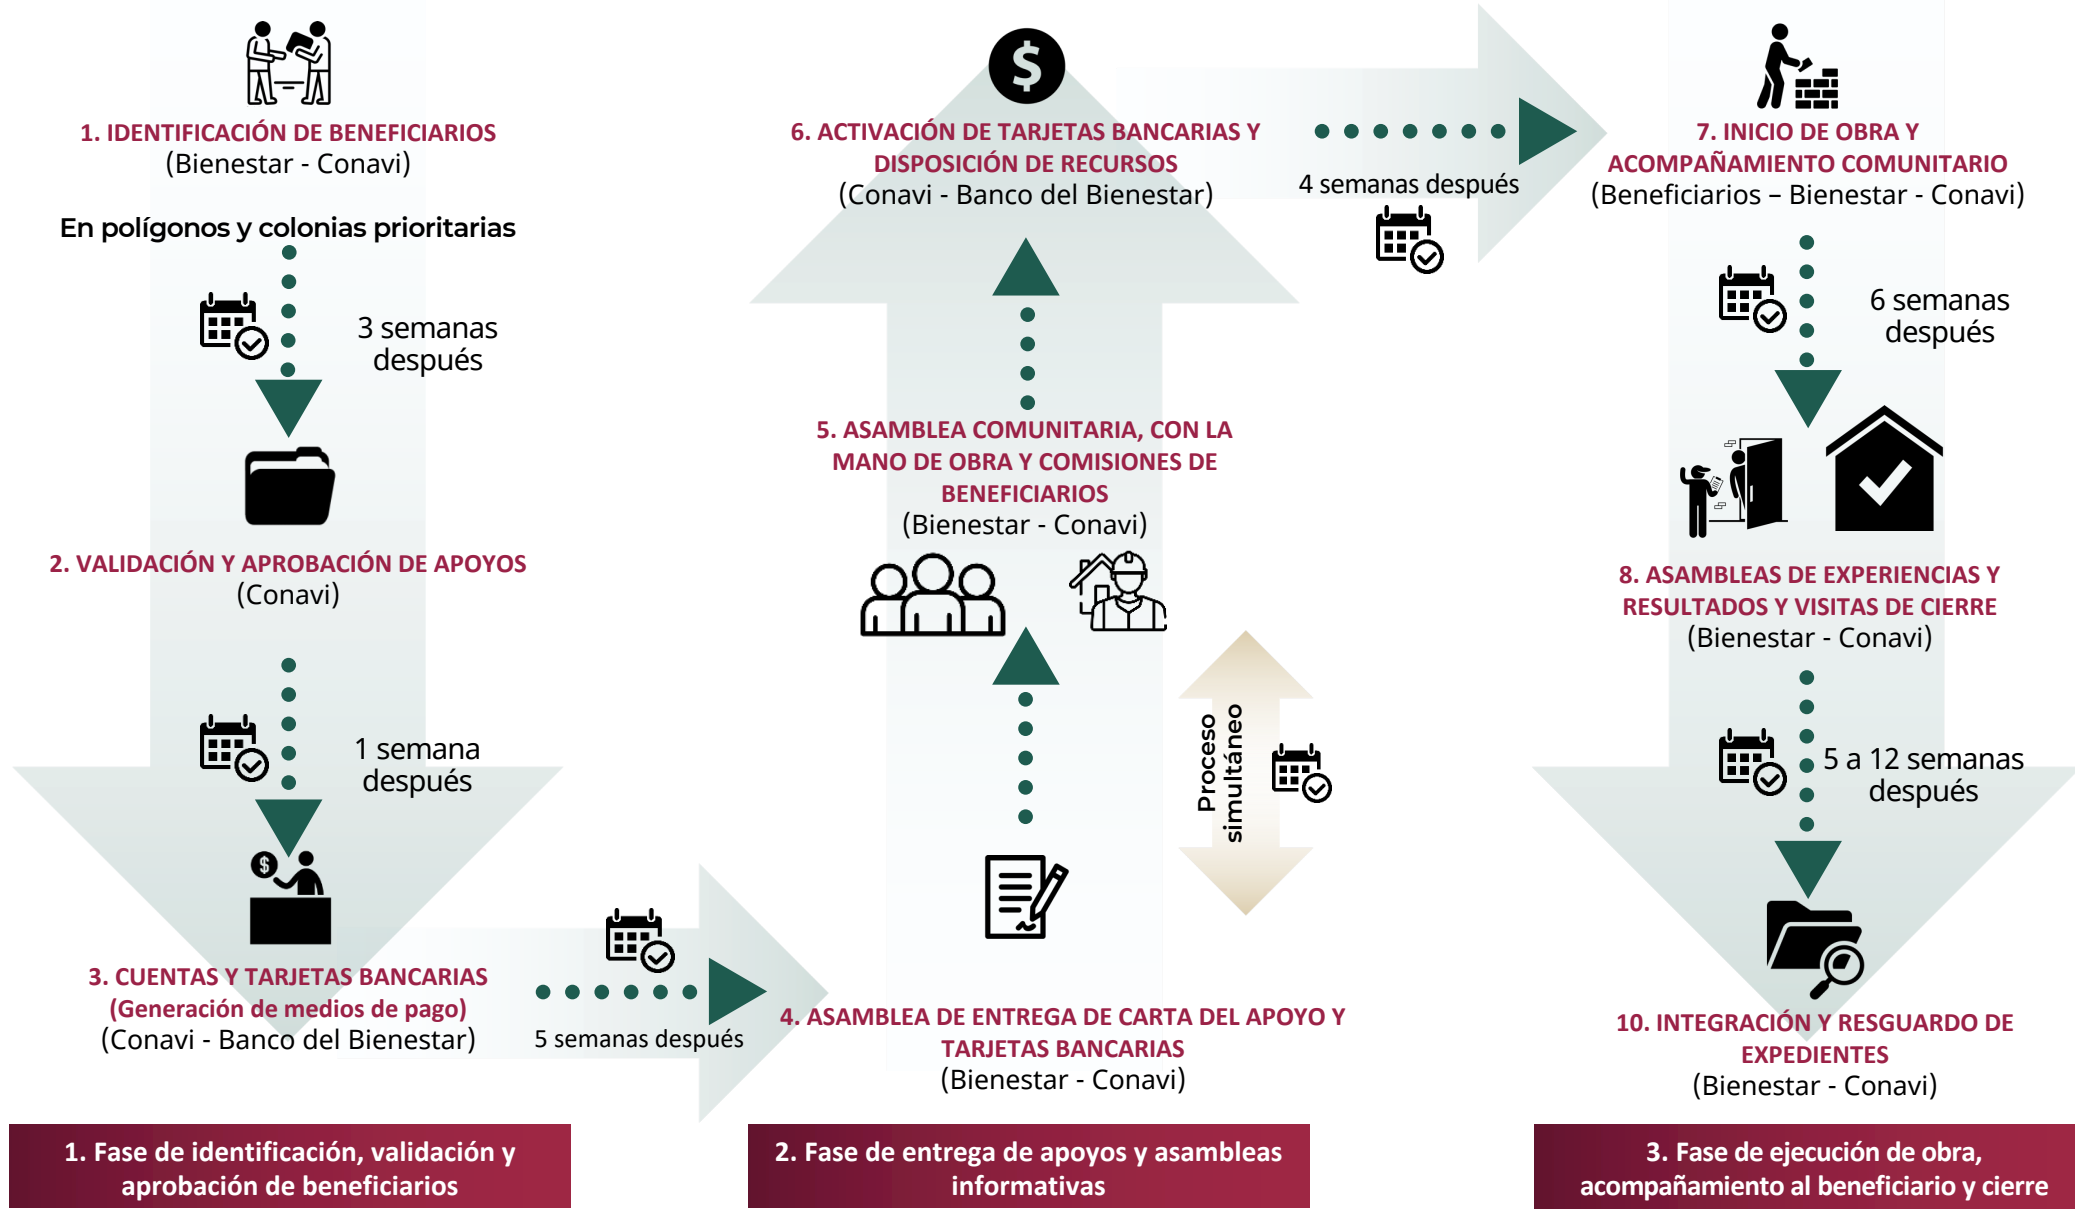 1. IDENTIFICACIÓN DE BENEFICIARIOS
(Bienestar - Conavi)
En polígonos y colonias prioritarias
3 semanas
después
2. VALIDACIÓN Y APROBACIÓN DE APOYOS
(Conavi)
1 semana
después
3. CUENTAS Y TARJETAS BANCARIAS
(Generación de medios de pago)
(Conavi - Banco del Bienestar)
5 semanas después
1. Fase de identificación, validación y
aprobación de beneficiarios
6. ACTIVACIÓN DE TARJETAS BANCARIAS Y
DISPOSICIÓN DE RECURSOS
(Conavi - Banco del Bienestar)
4 semanas después
5. ASAMBLEA COMUNITARIA, CON LA
MANO DE OBRA Y COMISIONES DE
BENEFICIARIOS
(Bienestar - Conavi)
Proceso
simultáneo
4. ASAMBLEA DE ENTREGA DE CARTA DEL APOYO Y
TARJETAS BANCARIAS
(Bienestar - Conavi)
2. Fase de entrega de apoyos y asambleas
informativas
7. INICIO DE OBRA Y
ACOMPAÑAMIENTO COMUNITARIO
(Beneficiarios – Bienestar - Conavi)
6 semanas
después
8. ASAMBLEAS DE EXPERIENCIAS Y
RESULTADOS Y VISITAS DE CIERRE
(Bienestar - Conavi)
5 a 12 semanas
después
10. INTEGRACIÓN Y RESGUARDO DE
EXPEDIENTES
(Bienestar - Conavi)
3. Fase de ejecución de obra,
acompañamiento al beneficiario y cierre